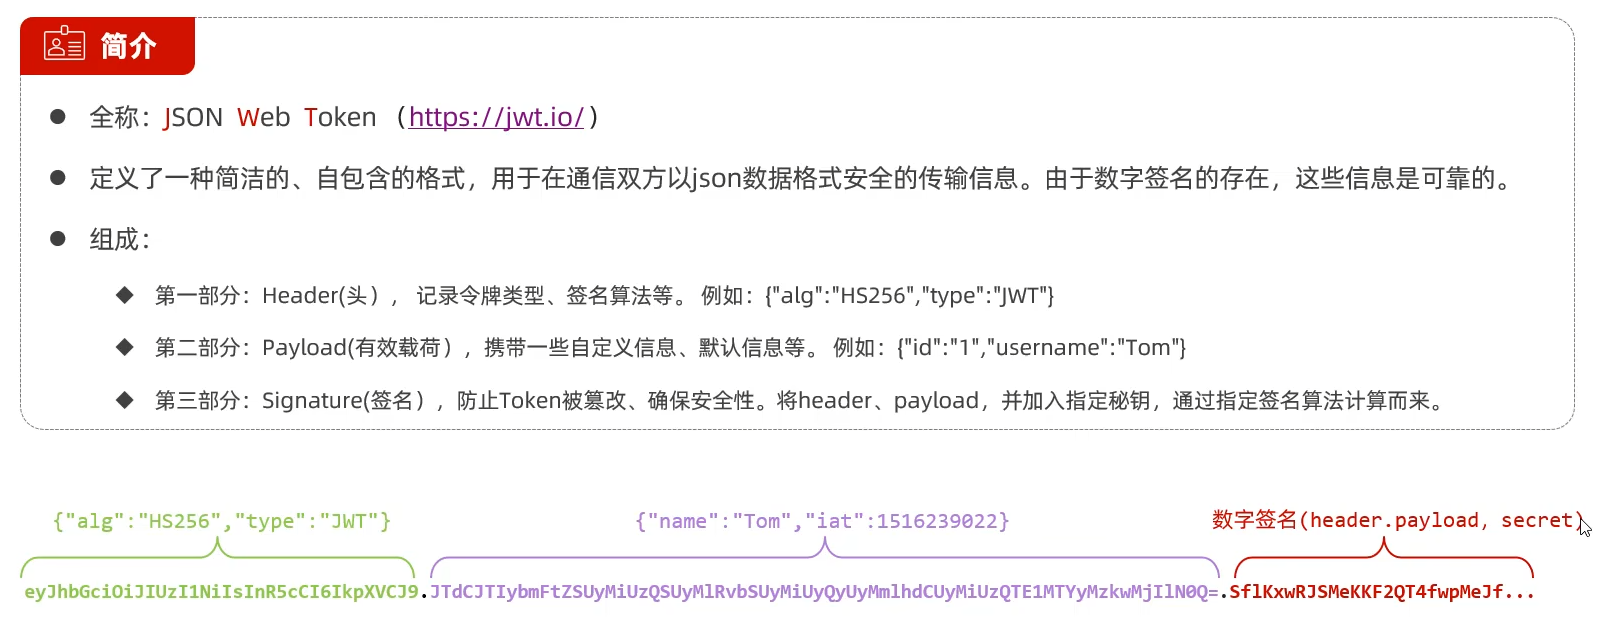 简介
全称：JSON Web Token （https://jwt.io/）
定义了一种简洁的、自包含的格式，用于在通信双方以json数据格式安全的传输信息。由于数字签名的存在，这些信息是可靠的。
组成：
第一部分：Header(头）， 记录令牌类型、签名算法等。 例如：{"alg":"HS256","type":"JWT"}
第二部分：Payload(有效载荷），携带一些自定义信息、默认信息等。 例如：{"id":"1","username":"Tom"}
第三部分：Signature(签名），防止Token被篡改、确保安全性。将header、payload，并加入指定秘钥，通过指定签名算法计算而来。
{"alg":"HS256","type":"JWT"} {"name":"Tom","iat":1516239022} 数字签名(header.payload, secret)
eyJhbGciOiJIUzI1NiIsInR5cCI6IkpXVCJ9.JTdCJTIybmFtZSUyMiUzQSUyMlRvbSUyMiUyQyUyMmlhdCUyMiUzQTE1MTYyMzkwMjIlN0Q=.SflKxwRJSMeKKF2QT4fwpMeJf...